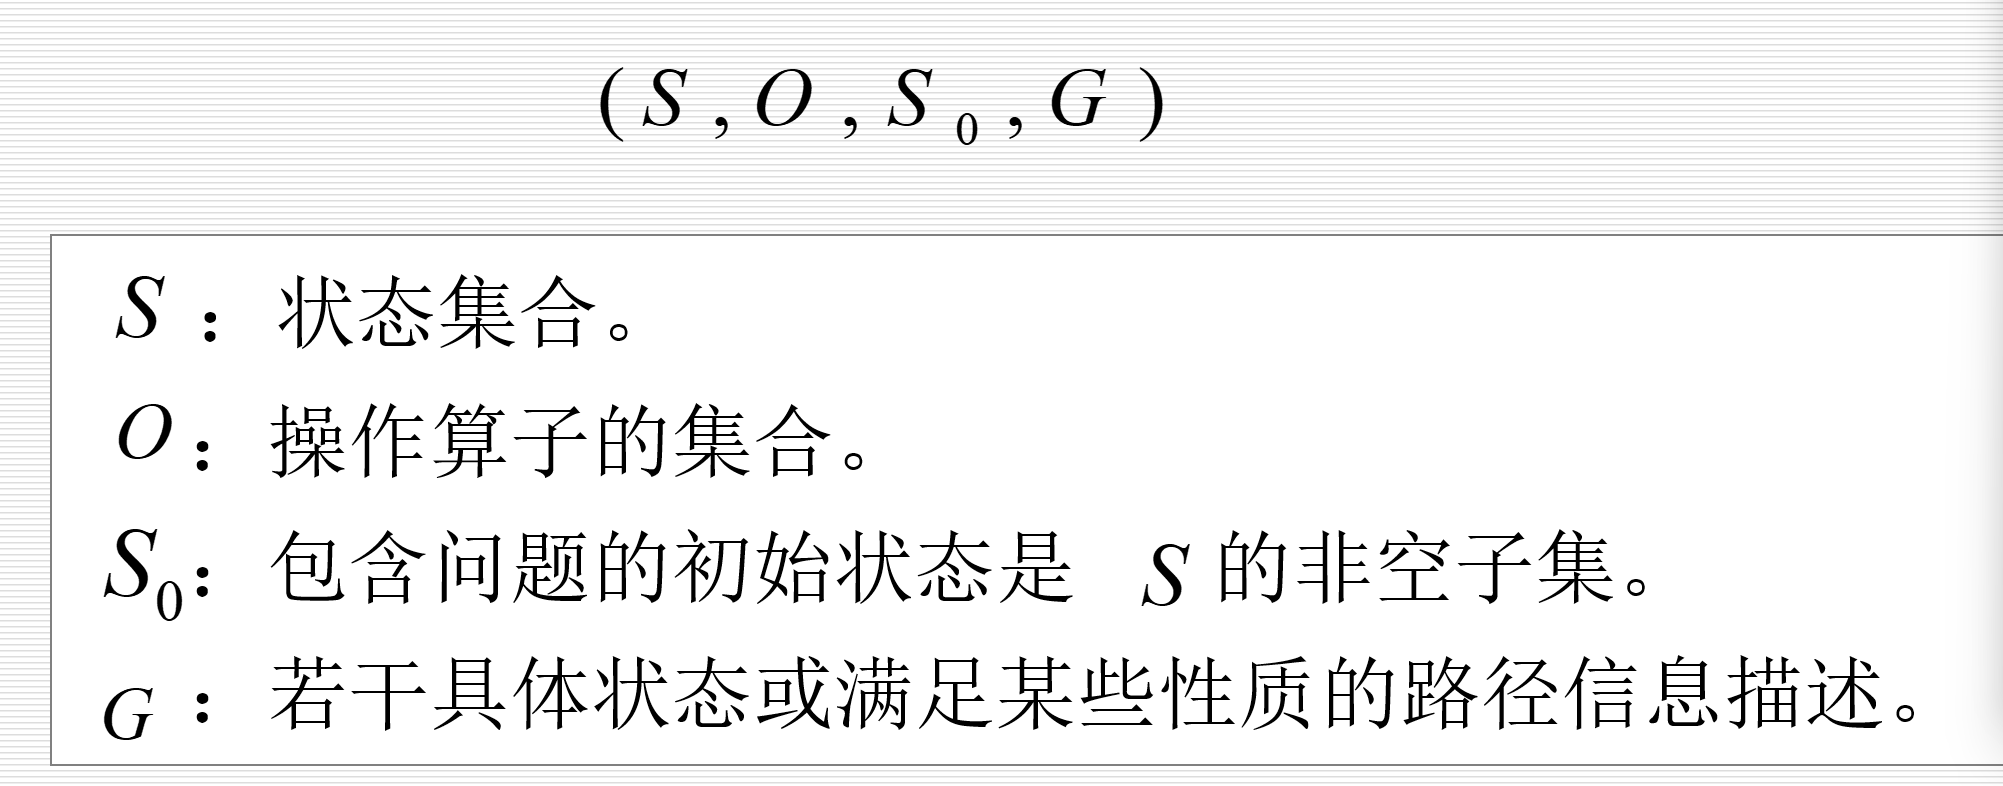 (S,O,S₀,G)
S：状态集合。
O：操作算子的集合。
S₀：包含问题的初始状态是 S 的非空子集。
G：若干具体状态或满足某些性质的路径信息描述。